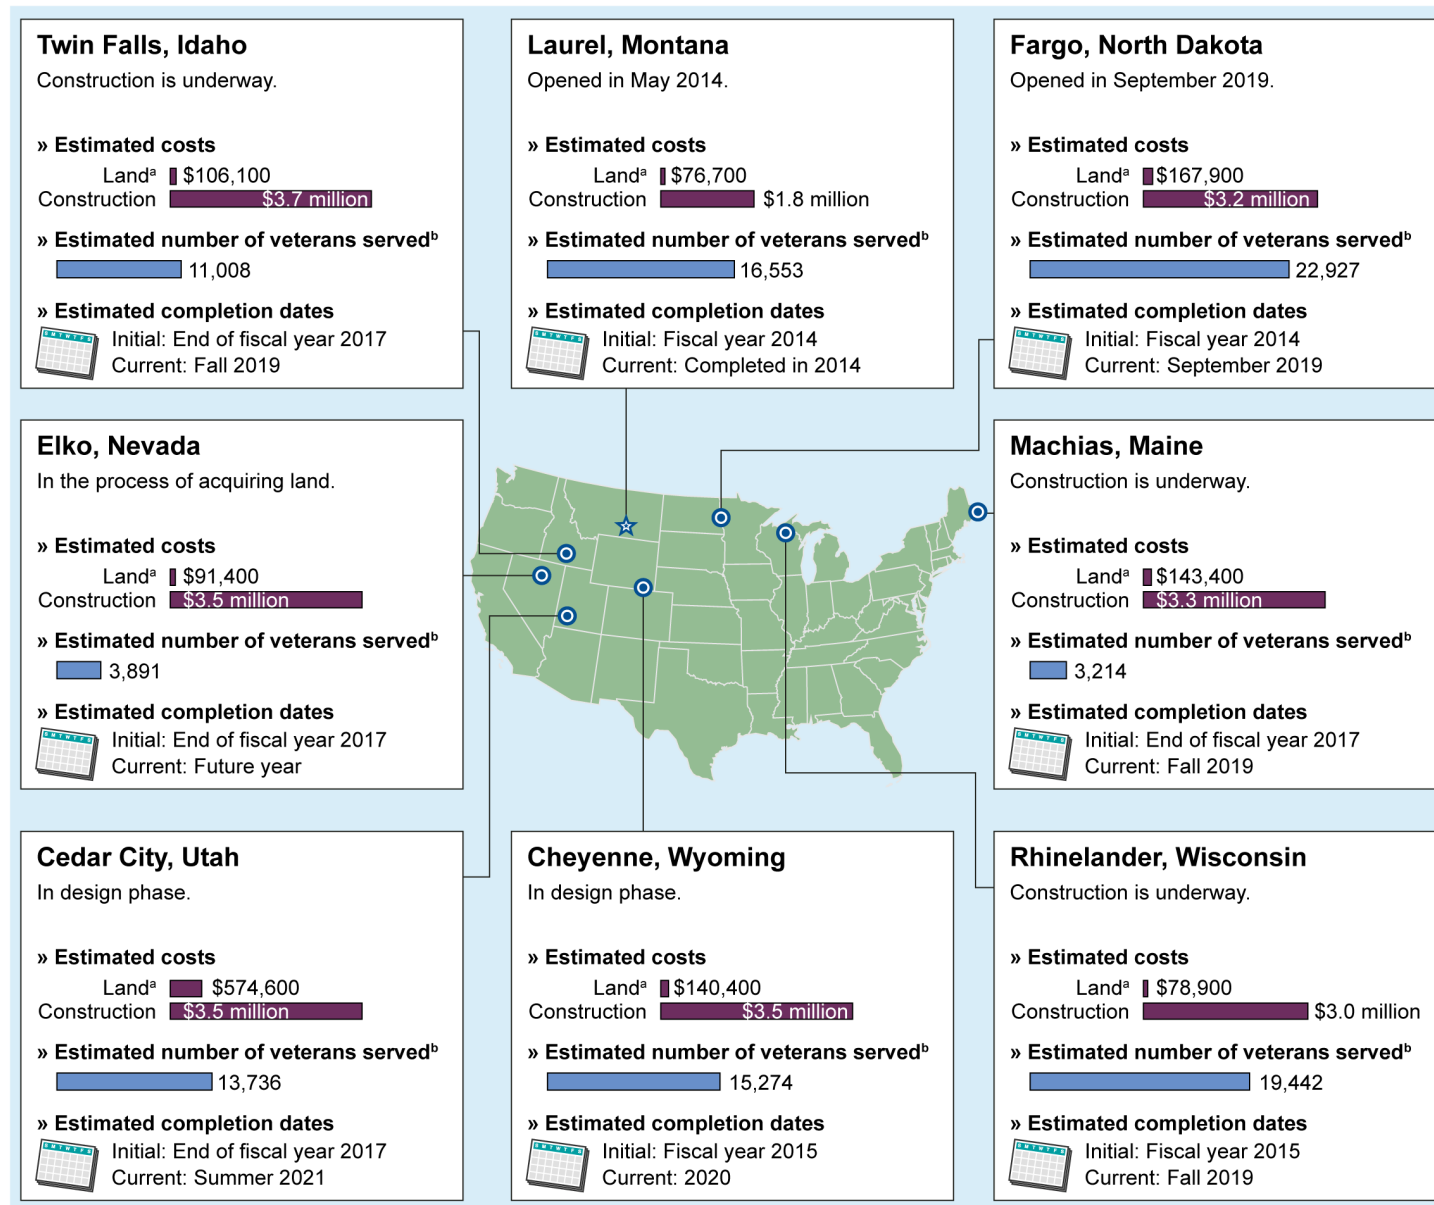 Twin Falls, Idaho
Construction is underway.
» Estimated costs
Landᵃ $106,100
Construction $3.7 million
» Estimated number of veterans servedᵇ
11,008
» Estimated completion dates
Initial: End of fiscal year 2017
Current: Fall 2019
Laurel, Montana
Opened in May 2014.
» Estimated costs
Landᵃ $76,700
Construction $1.8 million
» Estimated number of veterans servedᵇ
16,553
» Estimated completion dates
Initial: Fiscal year 2014
Current: Completed in 2014
Fargo, North Dakota
Opened in September 2019.
» Estimated costs
Landᵃ $167,900
Construction $3.2 million
» Estimated number of veterans servedᵇ
22,927
» Estimated completion dates
Initial: Fiscal year 2014
Current: September 2019
Elko, Nevada
In the process of acquiring land.
» Estimated costs
Landᵃ $91,400
Construction $3.5 million
» Estimated number of veterans servedᵇ
3,891
» Estimated completion dates
Initial: End of fiscal year 2017
Current: Future year
Machias, Maine
Construction is underway.
» Estimated costs
Landᵃ $143,400
Construction $3.3 million
» Estimated number of veterans servedᵇ
3,214
» Estimated completion dates
Initial: End of fiscal year 2017
Current: Fall 2019
Cedar City, Utah
In design phase.
» Estimated costs
Landᵃ $574,600
Construction $3.5 million
» Estimated number of veterans servedᵇ
13,736
» Estimated completion dates
Initial: End of fiscal year 2017
Current: Summer 2021
Cheyenne, Wyoming
In design phase.
» Estimated costs
Landᵃ $140,400
Construction $3.5 million
» Estimated number of veterans servedᵇ
15,274
» Estimated completion dates
Initial: Fiscal year 2015
Current: 2020
Rhinelander, Wisconsin
Construction is underway.
» Estimated costs
Landᵃ $78,900
Construction $3.0 million
» Estimated number of veterans servedᵇ
19,442
» Estimated completion dates
Initial: Fiscal year 2015
Current: Fall 2019